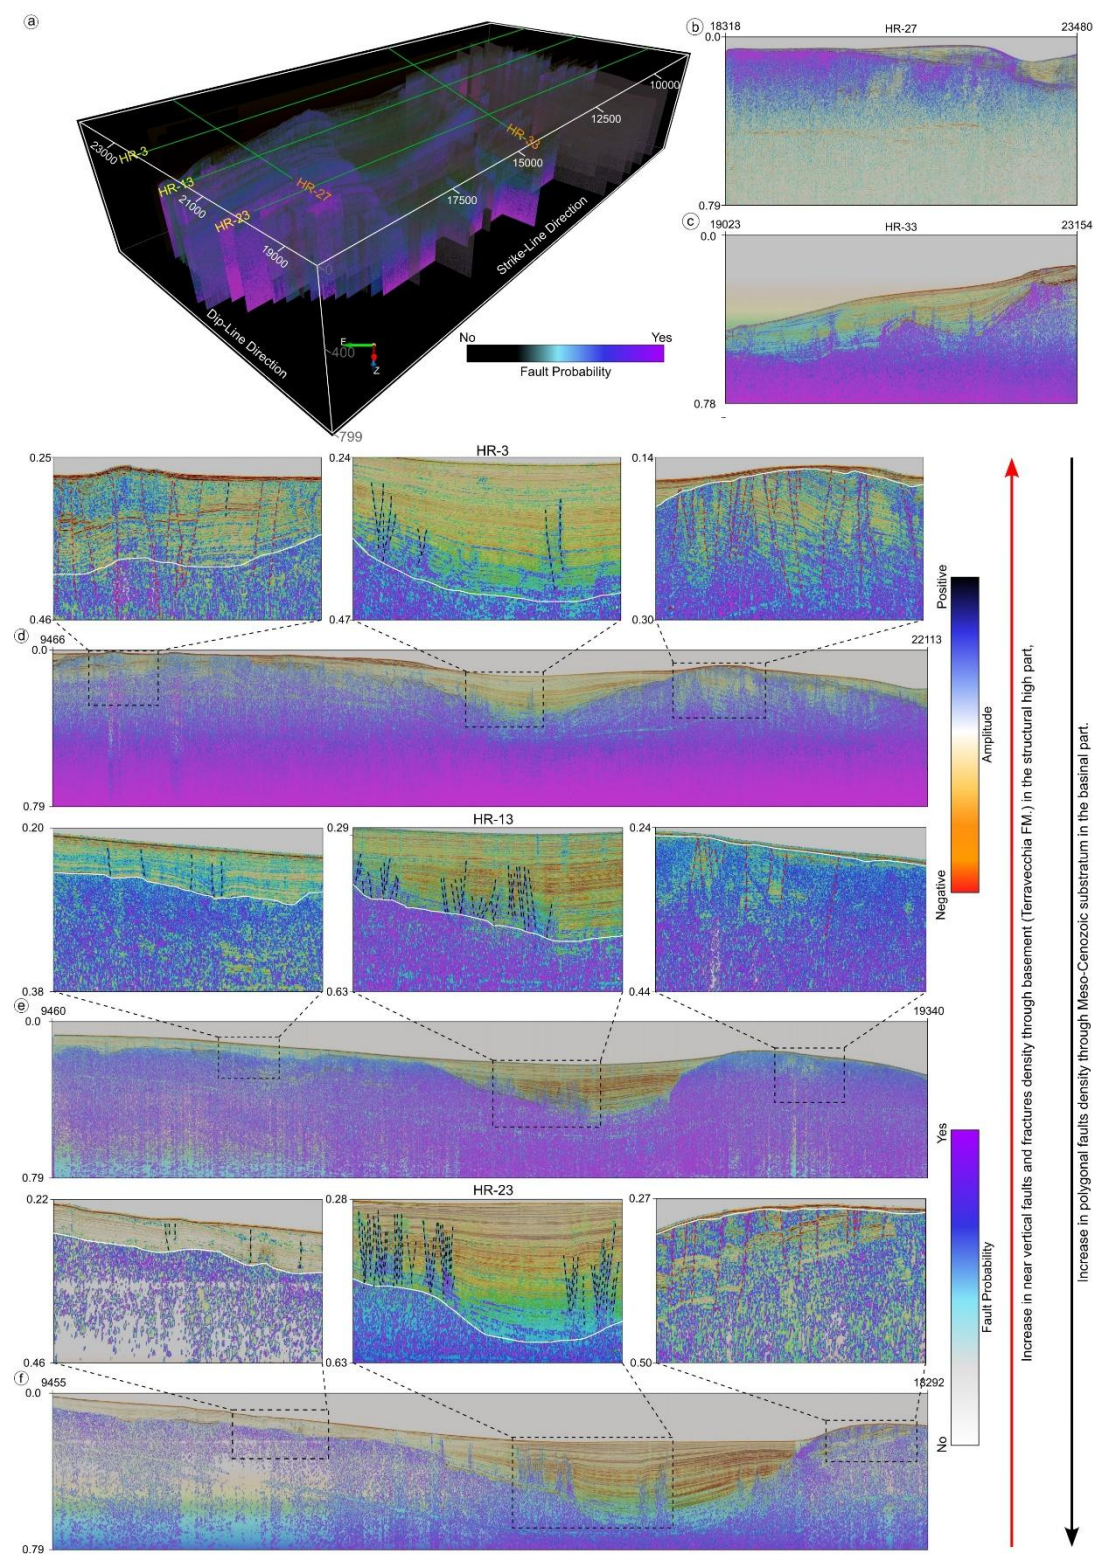 a
23000
HR-3
HR-13
21000
HR-23
19000
HR-27
17500
15000
HR-33
12500
10000
Dip-Line Direction
Strike-Line Direction
0
400
799
E
Z
No
Yes
Fault Probability
b
18318
HR-27
23480
0.0
0.79
c
19023
HR-33
23154
0.0
0.78
HR-3
0.25
0.46
0.24
0.47
0.14
0.30
d
9466
22113
0.0
0.79
HR-13
0.20
0.38
0.29
0.63
0.24
0.44
e
9460
19340
0.0
0.79
HR-23
0.22
0.46
0.28
0.63
0.27
0.50
f
9455
18292
0.0
0.79
Positive
Amplitude
Negative
Yes
Fault Probability
No
Increase in near vertical faults and fractures density through basement (Terravecchia FM.) in the structural high part,
Increase in polygonal faults density through Meso-Cenozoic substratum in the basinal part.